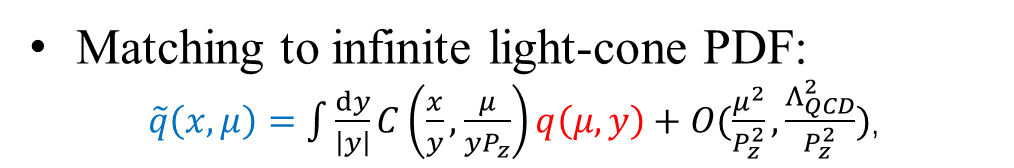 • Matching to infinite light-cone PDF:
q̃(x, μ) = ∫ dy/|y| C(x/y, μ/yP_z) q(μ, y) + O(μ²/P_z², Λ²_QCD/P_z²),